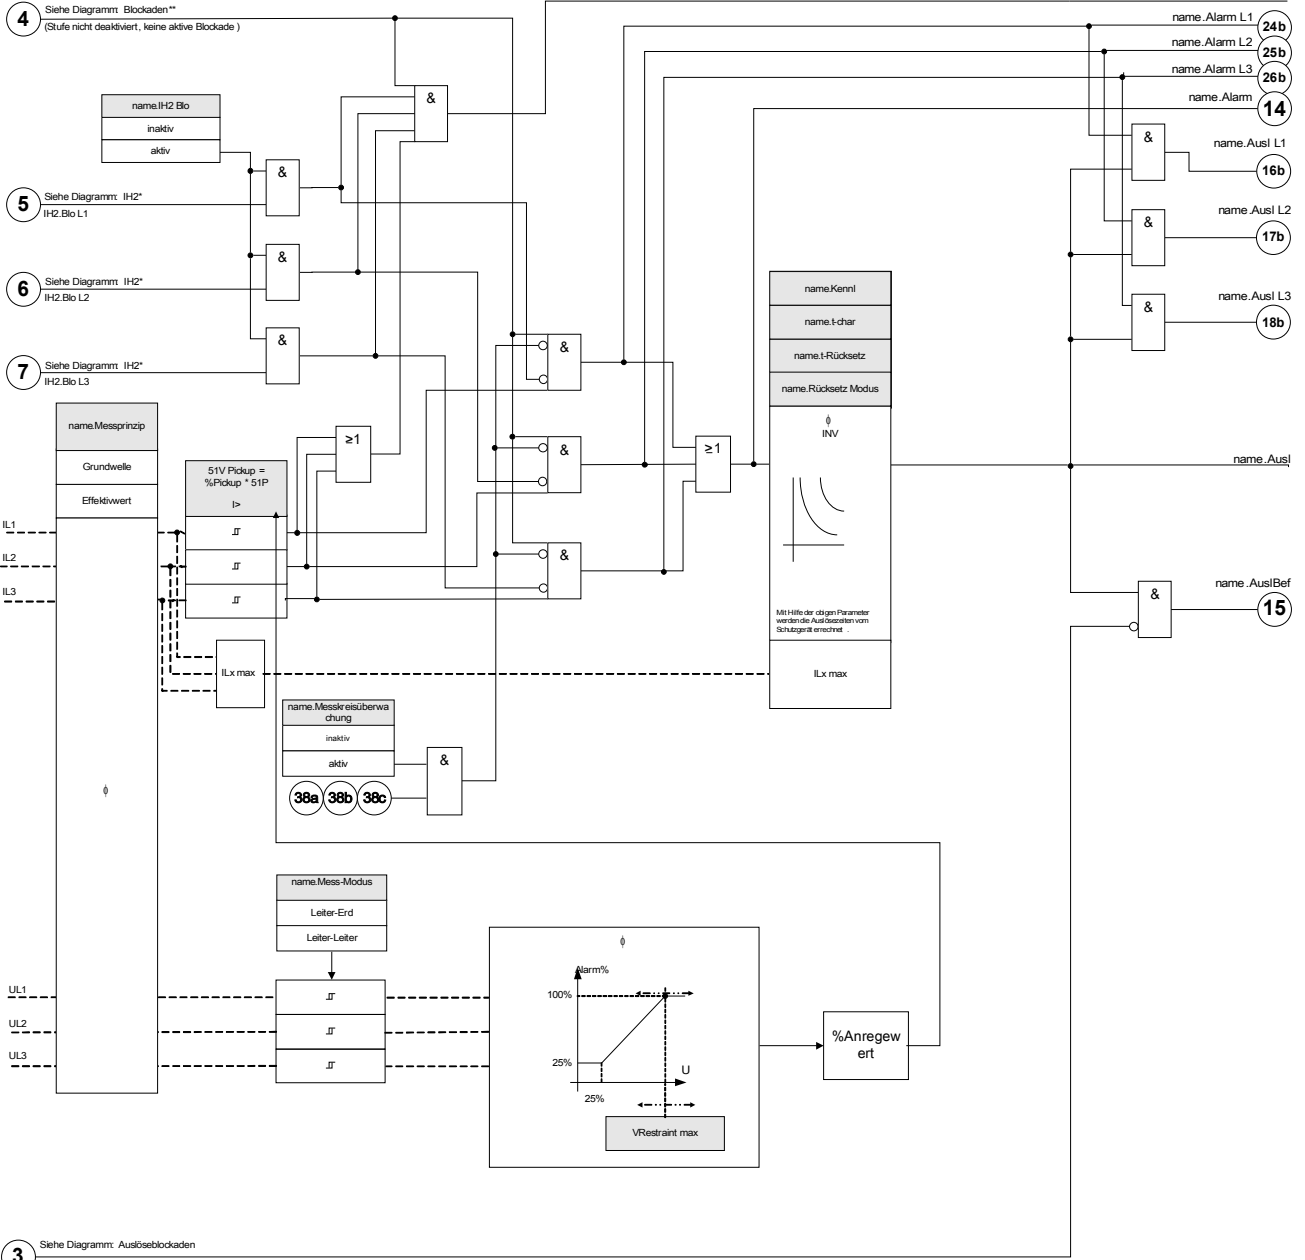 4
Siehe Diagramm: Blockaden**
(Stufe nicht deaktiviert, keine aktive Blockade )
name.Alarm L1
24b
name.Alarm L2
25b
name.Alarm L3
26b
name.Alarm
14
name.IH2 Blo
inaktiv
aktiv
&
&
&
name.Ausl L1
16b
5
Siehe Diagramm: IH2*
IH2.Blo L1
&
name.Ausl L2
17b
&
6
Siehe Diagramm: IH2*
IH2.Blo L2
&
name.Ausl L3
18b
7
Siehe Diagramm: IH2*
IH2.Blo L3
&
&
name.Kennl
name.t-char
name.t-Rücksetz
name.Rücksetz Modus
ϕ
INV
name.Messprinzip
Grundwelle
Effektivwert
ϕ
≥1
&
≥1
name.Ausl
51V Pickup =
%Pickup * 51P
I>
IL1
IL2
IL3
&
Mit Hilfe der obigen Parameter
werden die Auslösezeiten vom
Schutzgerät errechnet .
ILx max
ILx max
&
name.AuslBef
15
name.Messkreisüberwa
chung
inaktiv
aktiv
&
38a
38b
38c
name.Mess-Modus
Leiter-Erd
Leiter-Leiter
UL1
UL2
UL3
ϕ
Alarm%
100%
25%
U
25%
VRestraint max
%Anregew
ert
3
Siehe Diagramm: Auslöseblockaden